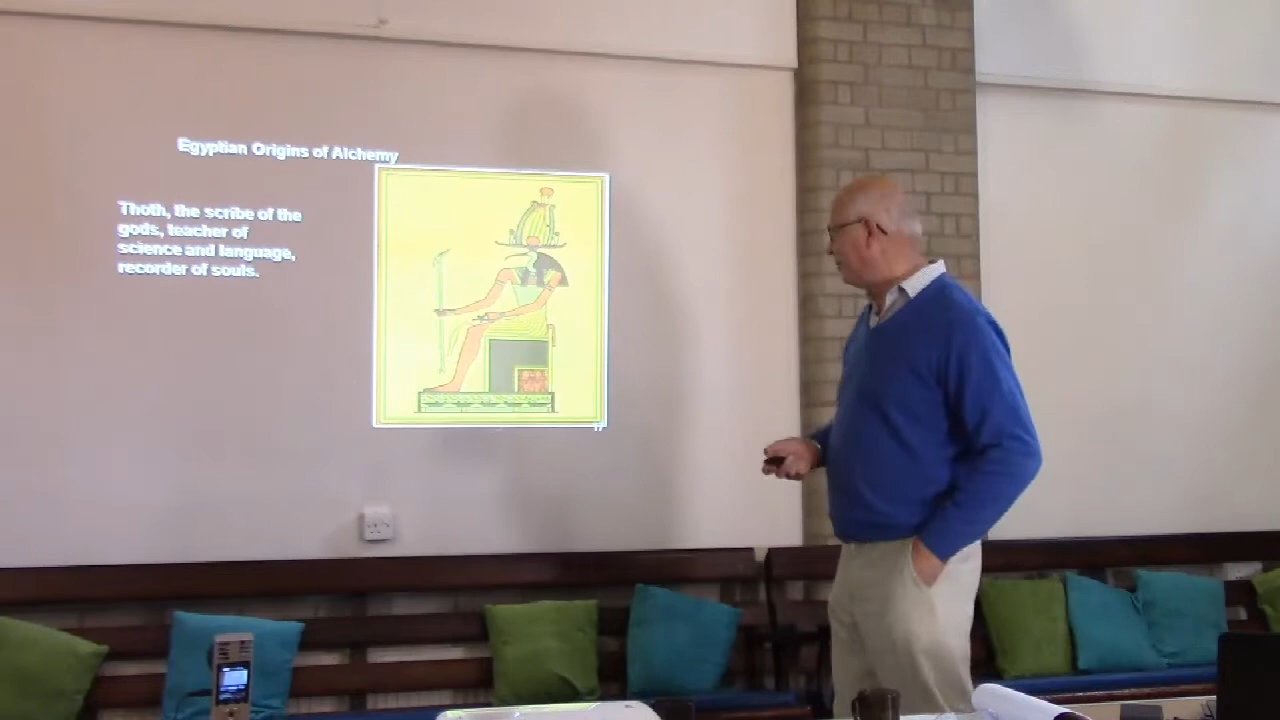 Egyptian Origins of Alchemy
Thoth, the scribe of the
gods, teacher of
science and language,
recorder of souls.